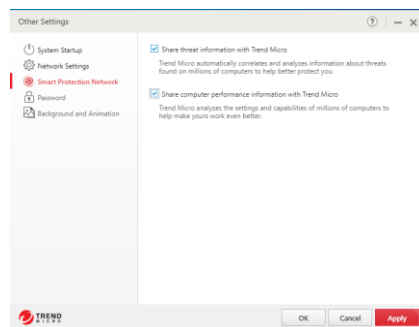 Other Settings
?
System Startup
Network Settings
Smart Protection Network
Password
Background and Animation
Share threat information with Trend Micro
Trend Micro automatically correlates and analyzes information about threats
found on millions of computers to help better protect you.
Share computer performance information with Trend Micro
Trend Micro analyzes the settings and capabilities of millions of computers to
help make yours work even better.
TREND
MICRO
OK
Cancel
Apply